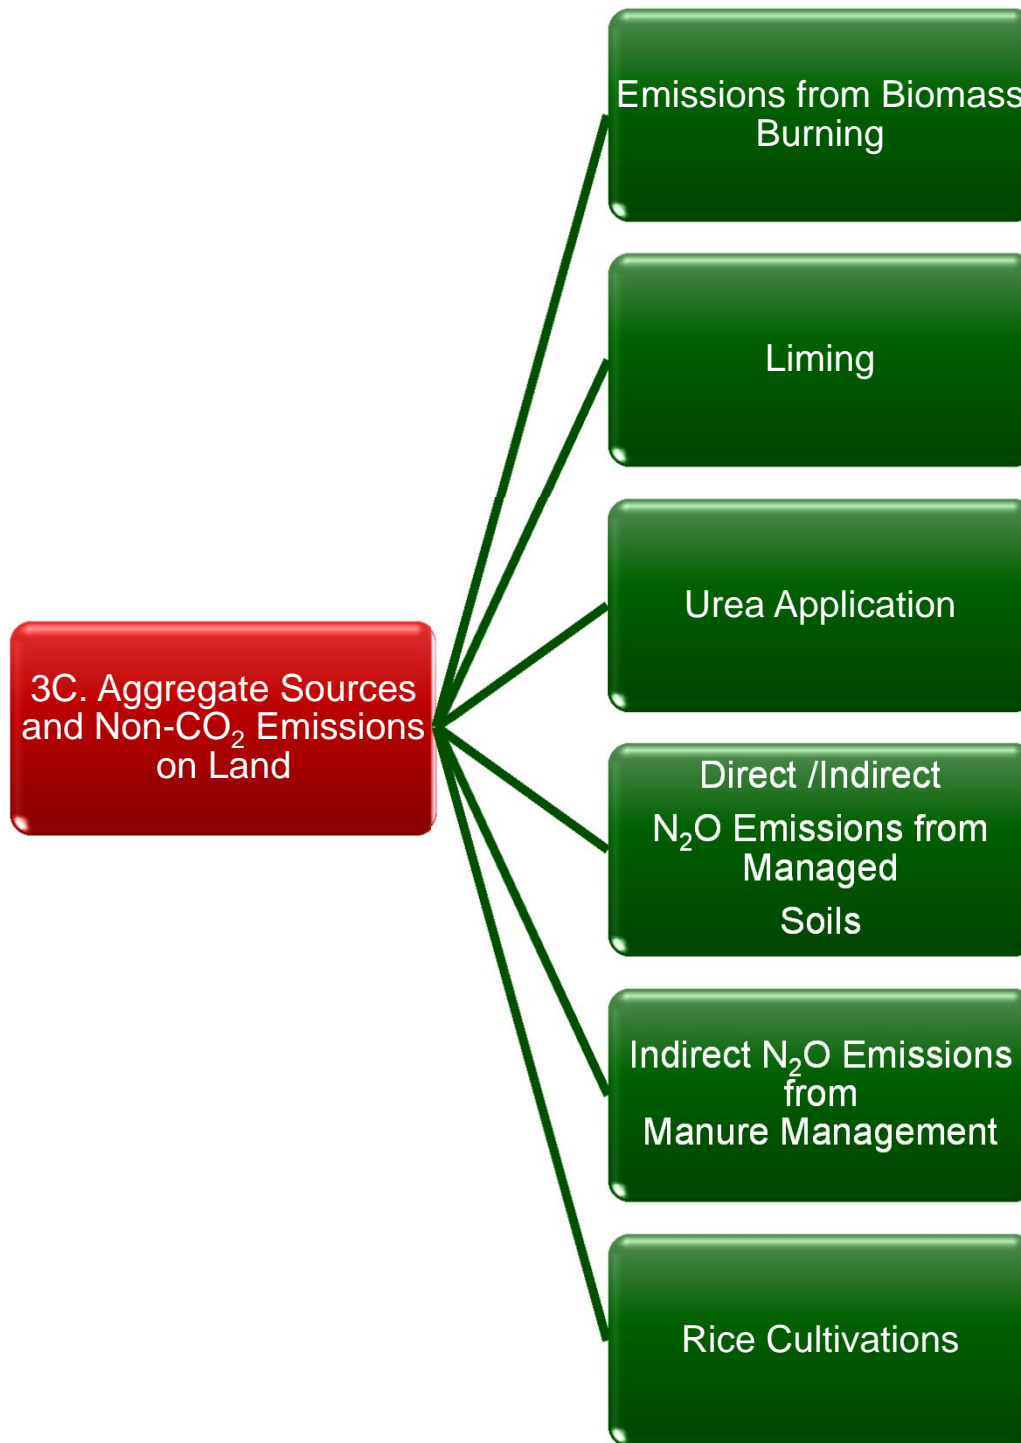 Emissions from Biomass
Burning
Liming
Urea Application
3C. Aggregate Sources
and Non-CO₂ Emissions
on Land
Direct /Indirect
N₂O Emissions from
Managed
Soils
Indirect N₂O Emissions
from
Manure Management
Rice Cultivations